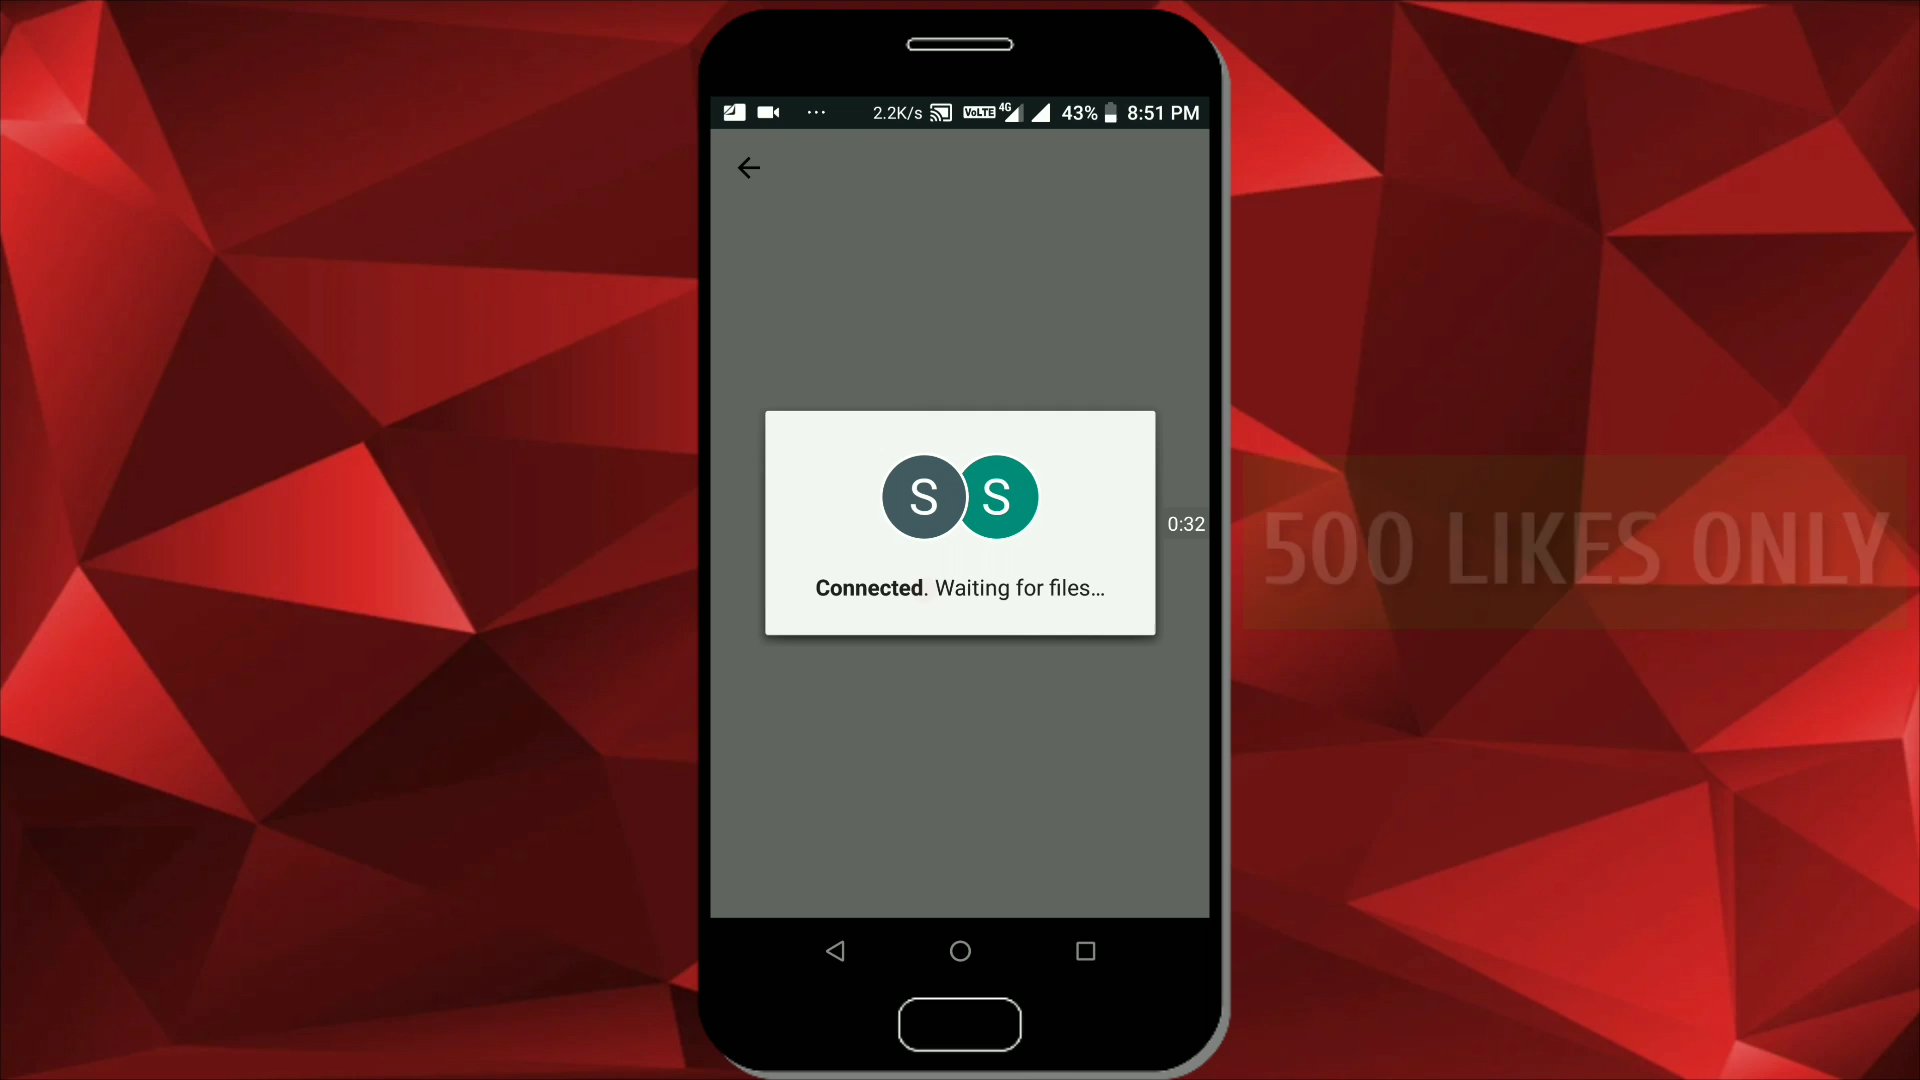 2.2K/s VoLTE 4G 43% 8:51 PM
S S
Connected. Waiting for files...
0:32
500 LIKES ONLY